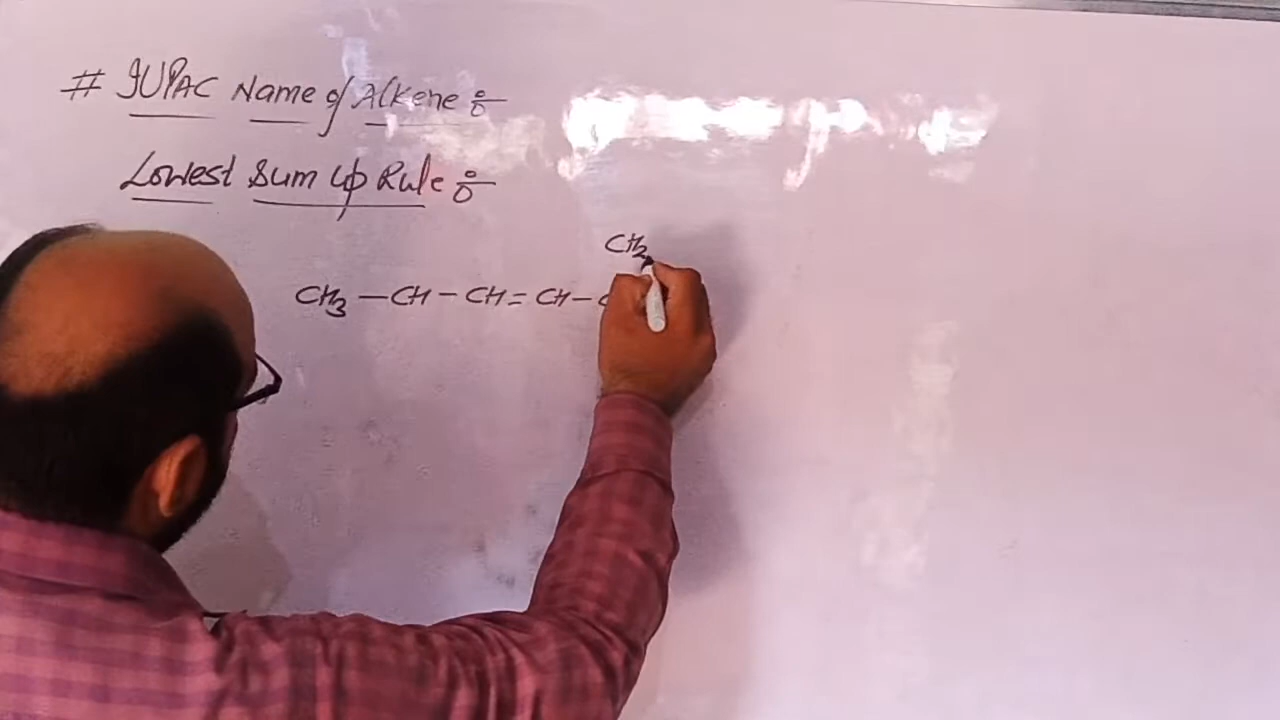 # IUPAC Name of Alkene :-
Lowest Sum up Rule :-
CH2
CH3 — CH — CH = CH — C